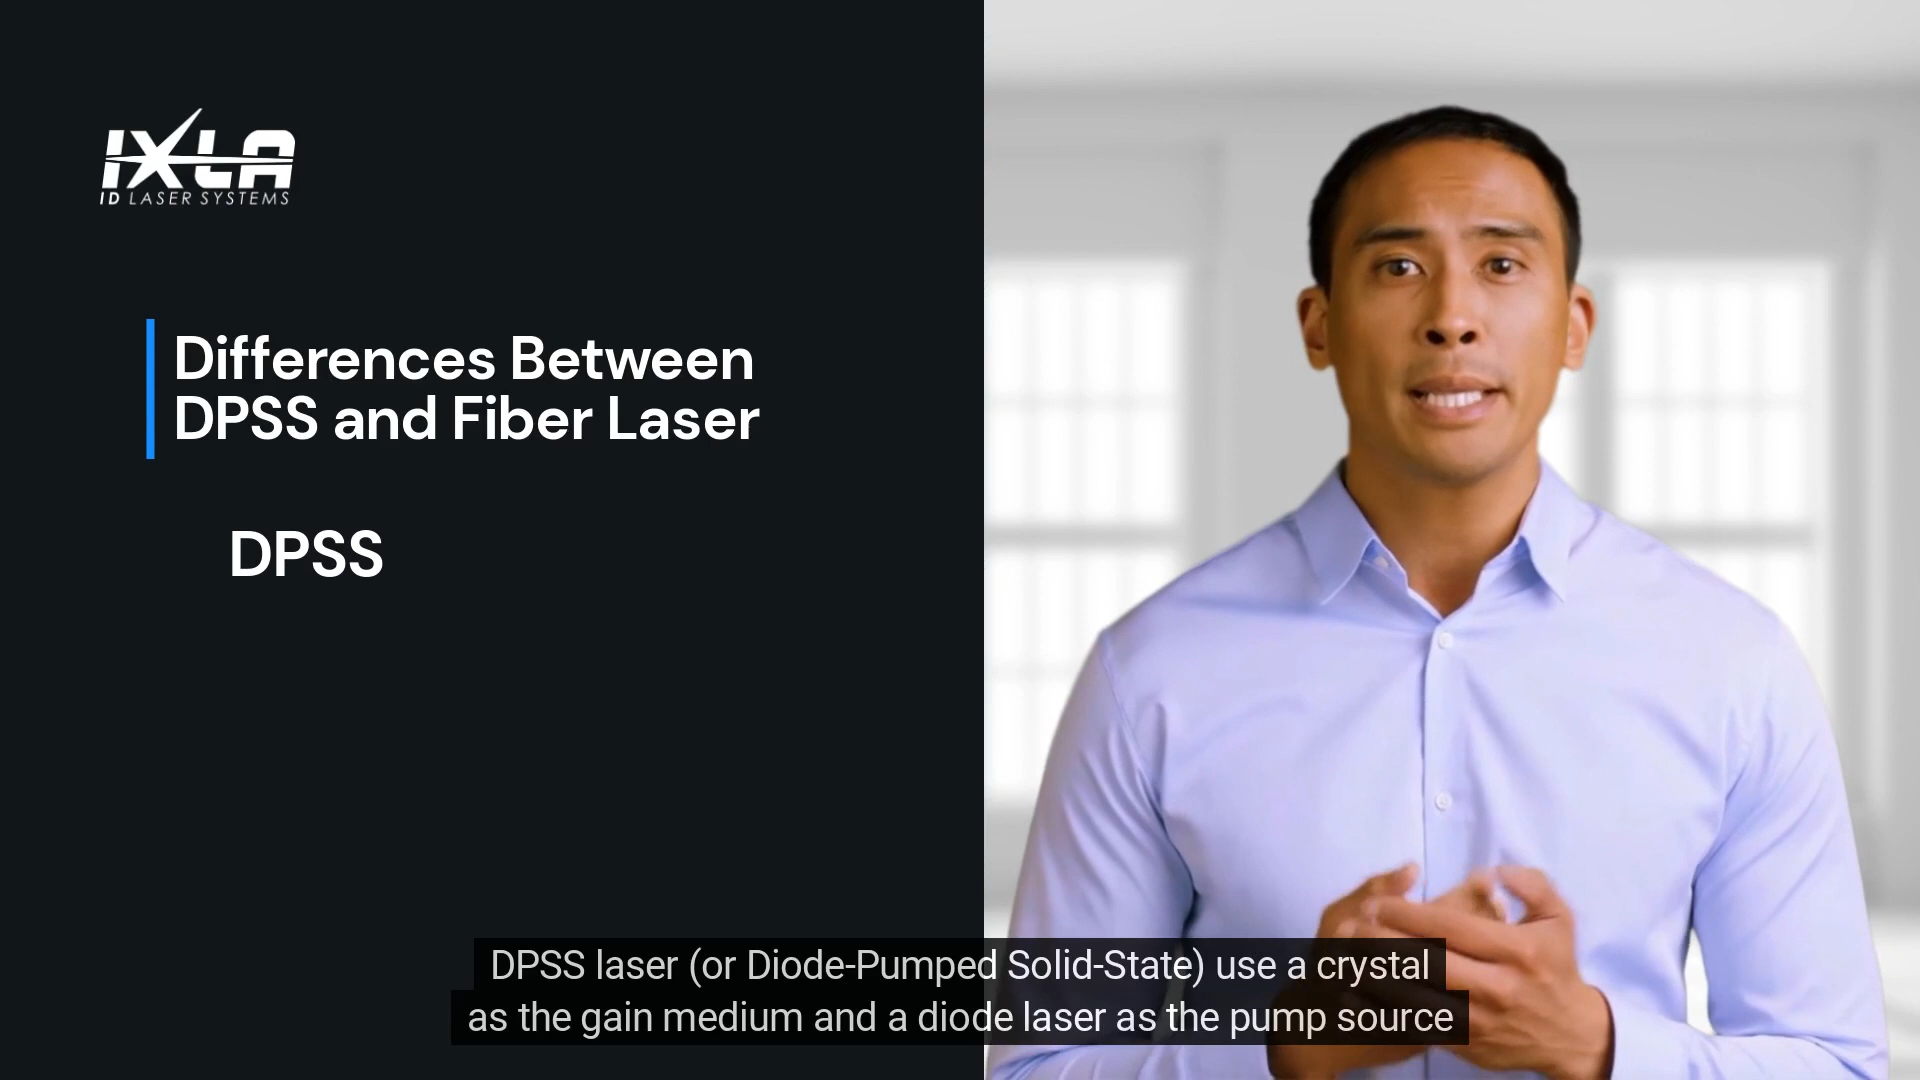 IXLA
ID LASER SYSTEMS
Differences Between
DPSS and Fiber Laser
DPSS
DPSS laser (or Diode-Pumped Solid-State) use a crystal
as the gain medium and a diode laser as the pump source